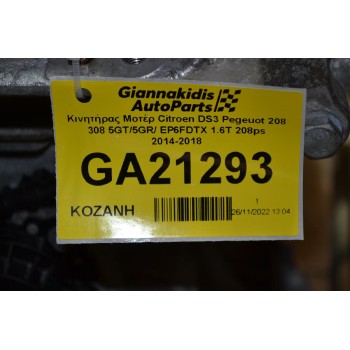 Giannakidis
AutoParts
Κινητήρας Μοτέρ Citroen DS3 Pegeuot 208
308 5GT/5GR/ EP6FDTX 1.6T 208ps
2014-2018
GA21293
1
ΚΟΖΑΝΗ
26/11/2022 13:04